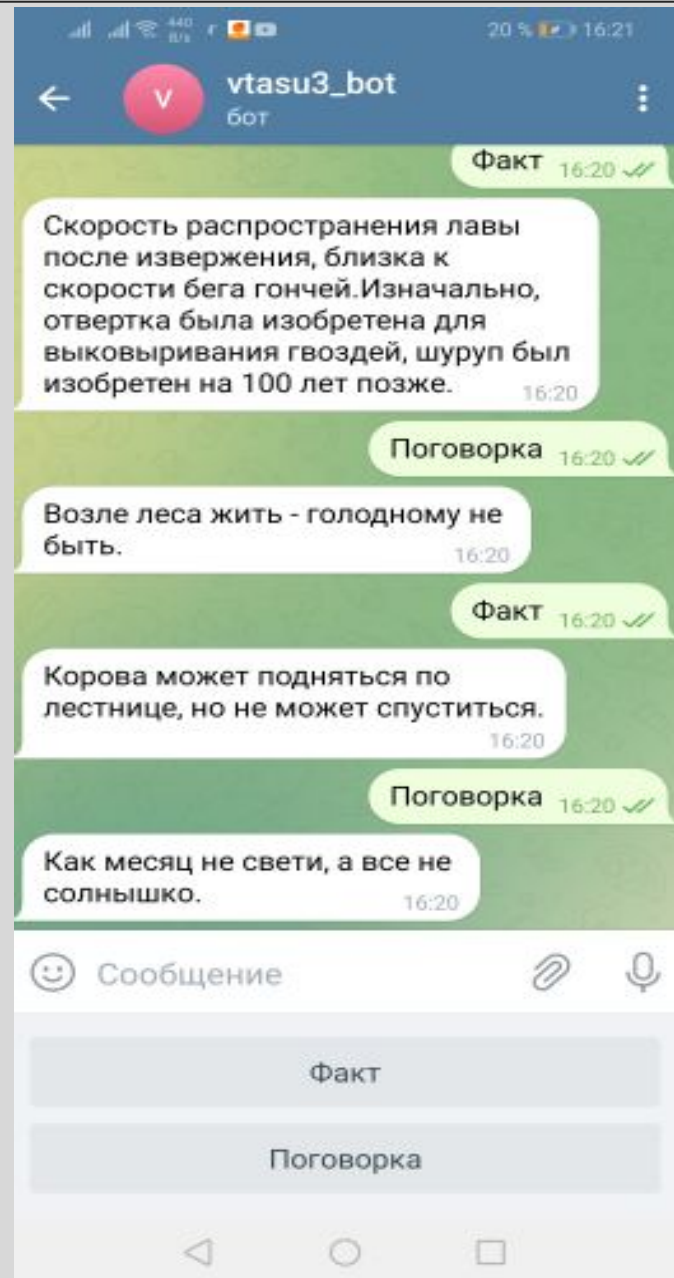 440 B/s 20 % 16:21
V vtasu3_bot
бот
Факт 16:20
Скорость распространения лавы
после извержения, близка к
скорости бега гончей.Изначально,
отвертка была изобретена для
выковыривания гвоздей, шуруп был
изобретен на 100 лет позже. 16:20
Поговорка 16:20
Возле леса жить - голодному не
быть. 16:20
Факт 16:20
Корова может подняться по
лестнице, но не может спуститься.
16:20
Поговорка 16:20
Как месяц не свети, а все не
солнышко. 16:20
Сообщение
Факт
Поговорка